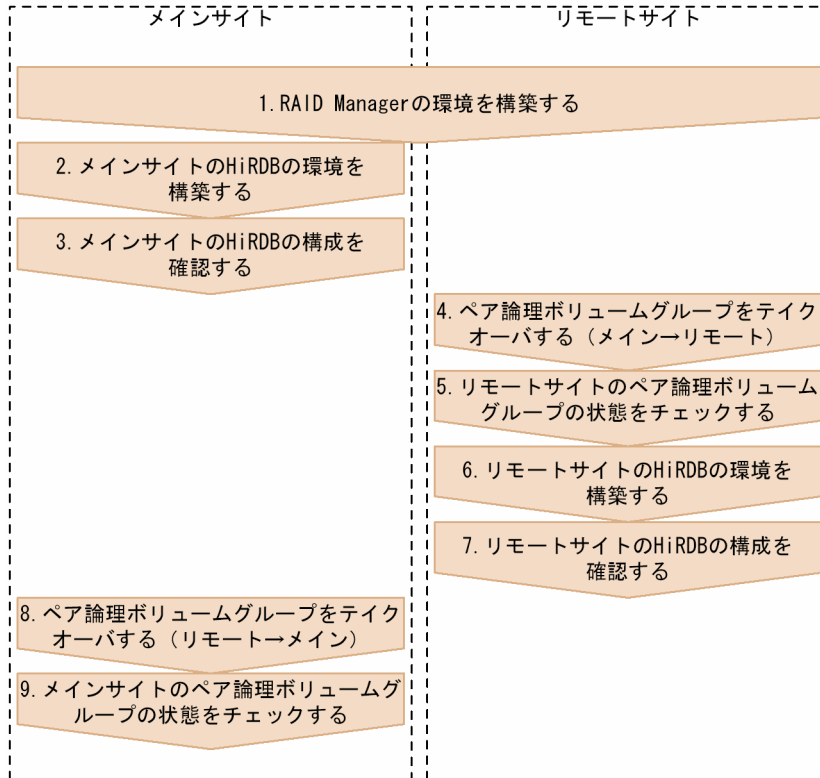 メインサイト
リモートサイト
1.RAID Managerの環境を構築する
2.メインサイトのHiRDBの環境を
構築する
3.メインサイトのHiRDBの構成を
確認する
4.ペア論理ボリュームグループをテイク
オーバする（メイン→リモート）
5.リモートサイトのペア論理ボリューム
グループの状態をチェックする
6.リモートサイトのHiRDBの環境を
構築する
7.リモートサイトのHiRDBの構成を
確認する
8.ペア論理ボリュームグループをテイク
オーバする（リモート→メイン）
9.メインサイトのペア論理ボリュームグ
ループの状態をチェックする